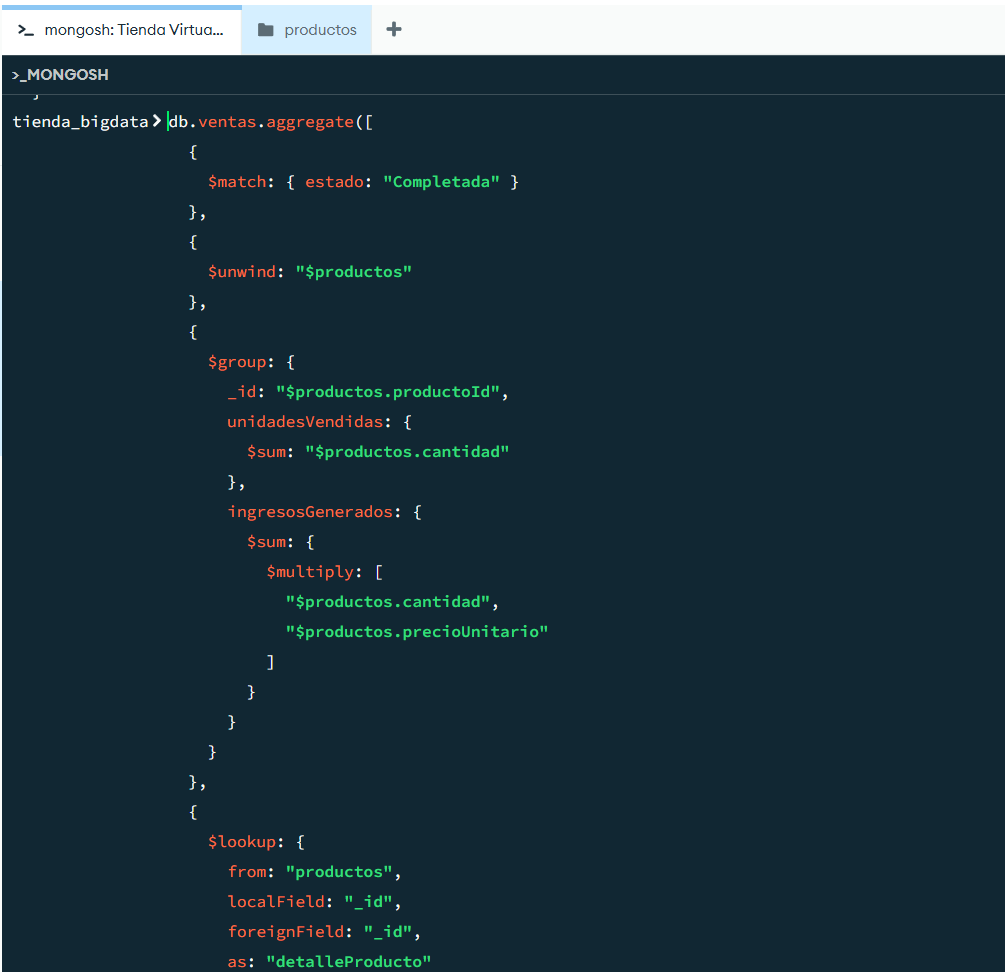 mongosh: Tienda Virtua...
productos
>_MONGOSH
tienda_bigdata> db.ventas.aggregate([
{
$match: { estado: "Completada" }
},
{
$unwind: "$productos"
},
{
$group: {
_id: "$productos.productoId",
unidadesVendidas: {
$sum: "$productos.cantidad"
},
ingresosGenerados: {
$sum: {
$multiply: [
"$productos.cantidad",
"$productos.precioUnitario"
]
}
}
}
},
{
$lookup: {
from: "productos",
localField: "_id",
foreignField: "_id",
as: "detalleProducto"